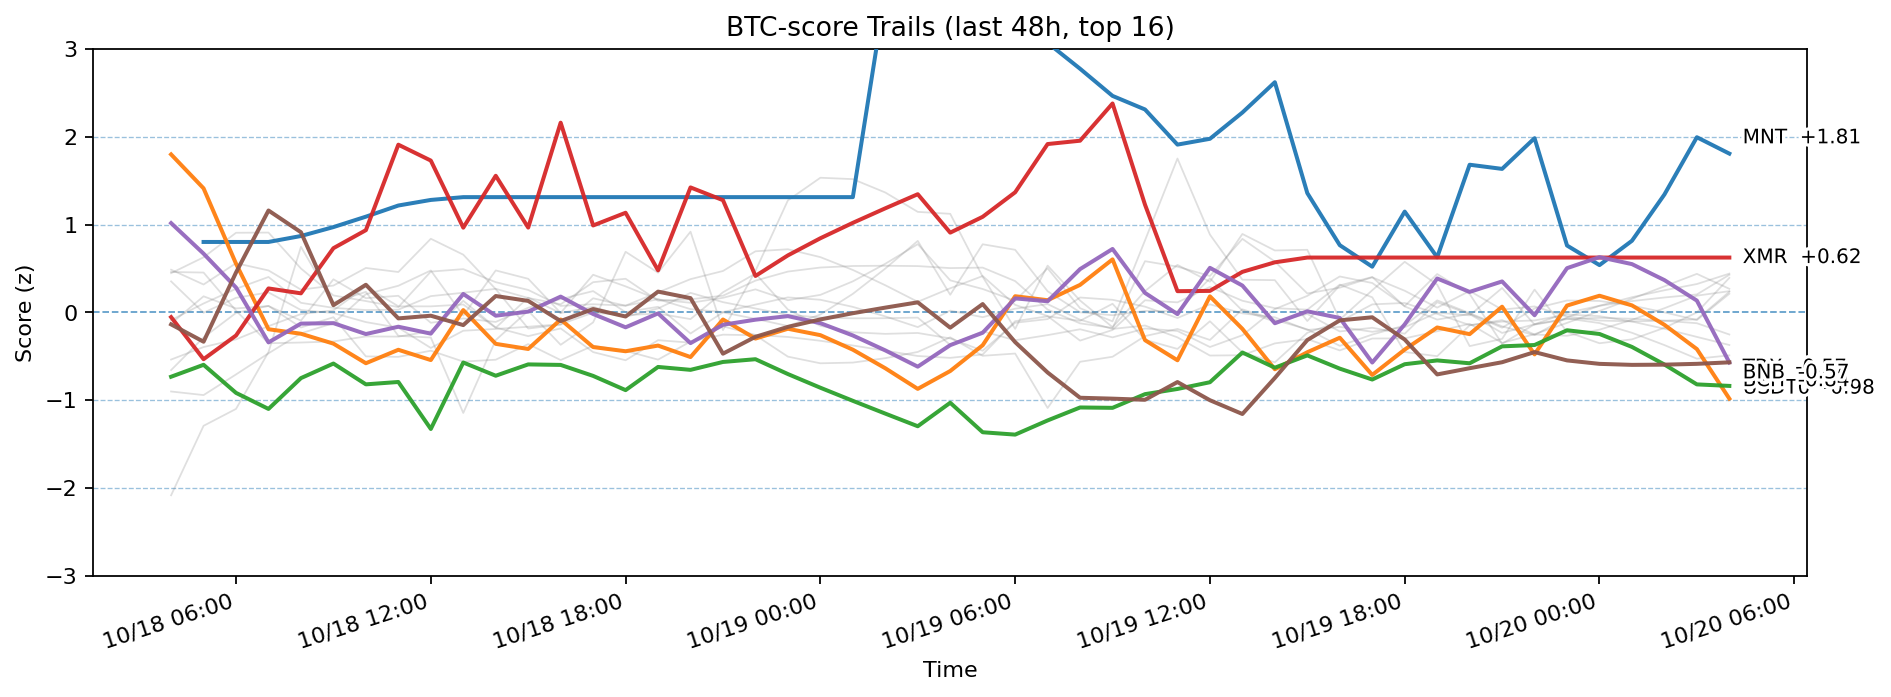 BTC-score Trails (last 48h, top 16)
Score (z)
3
2
1
0
−1
−2
−3
MNT +1.81
XMR +0.62
BNB -0.57
10/18 06:00
10/18 12:00
10/18 18:00
10/19 00:00
10/19 06:00
10/19 12:00
10/19 18:00
10/20 00:00
10/20 06:00
Time